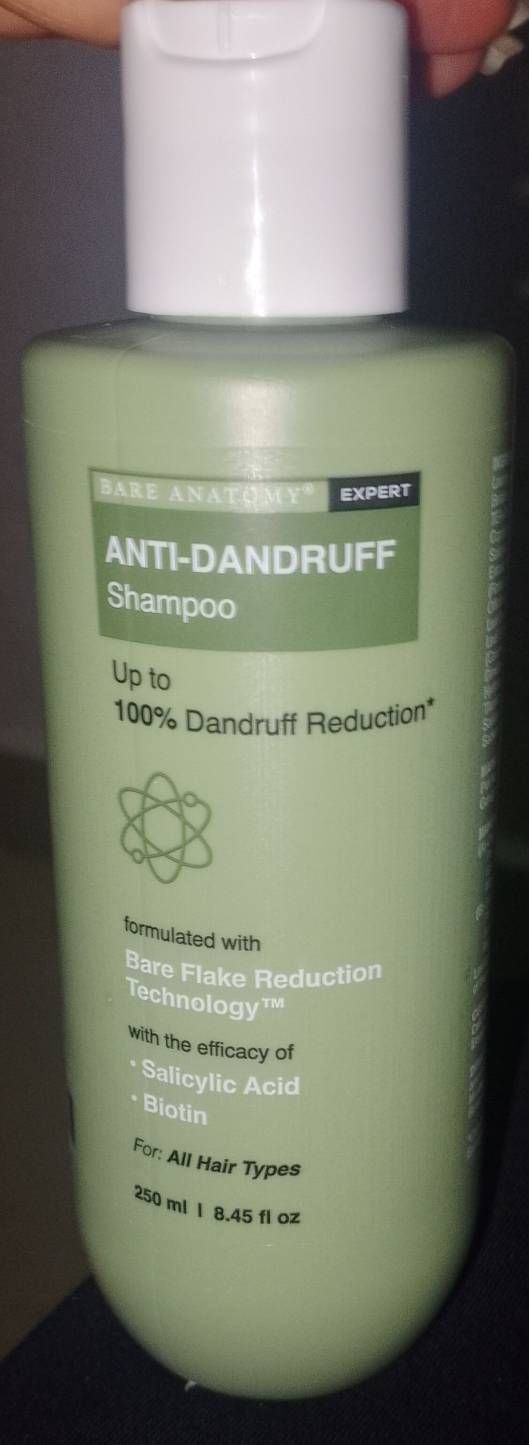 BARE ANATOMY® EXPERT
ANTI-DANDRUFF
Shampoo
Up to
100% Dandruff Reduction*
formulated with
Bare Flake Reduction
Technology™
with the efficacy of
• Salicylic Acid
• Biotin
For: All Hair Types
250 ml | 8.45 fl oz